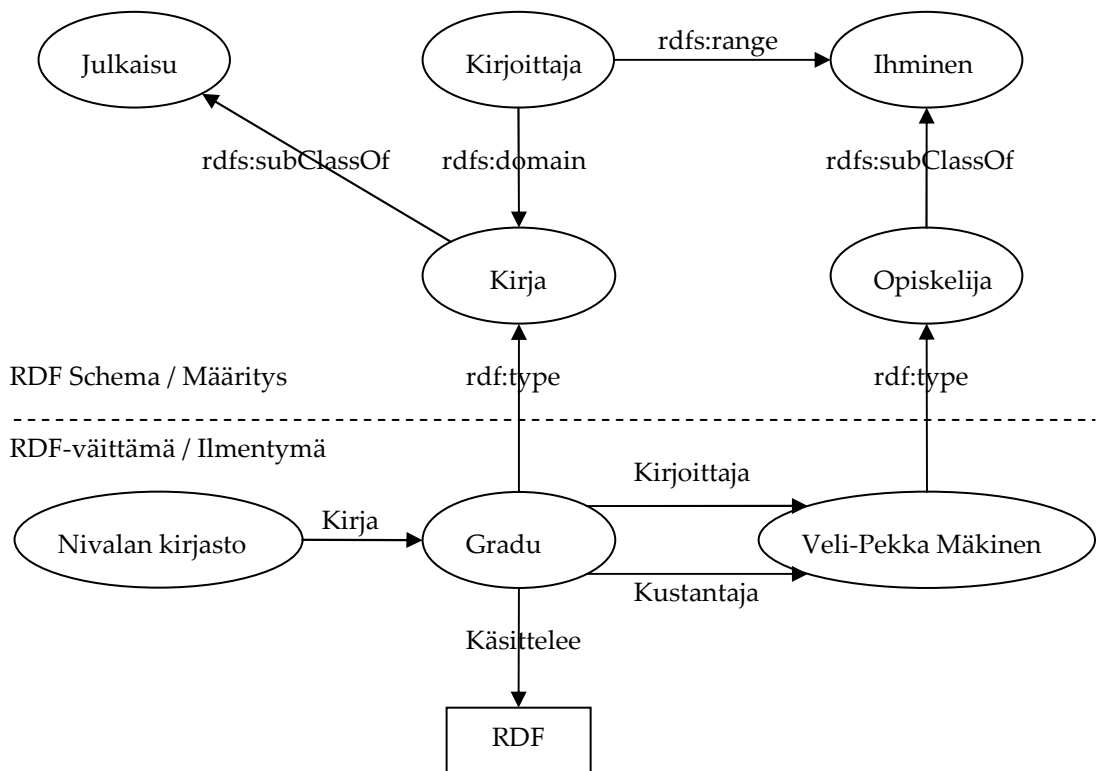 Julkaisu
Kirjoittaja
rdfs:range
Ihminen
rdfs:subClassOf
rdfs:domain
rdfs:subClassOf
Kirja
Opiskelija
RDF Schema / Määritys
rdf:type
rdf:type
RDF-väittämä / Ilmentymä
Kirjoittaja
Nivalan kirjasto
Kirja
Gradu
Veli-Pekka Mäkinen
Kustantaja
Käsittelee
RDF